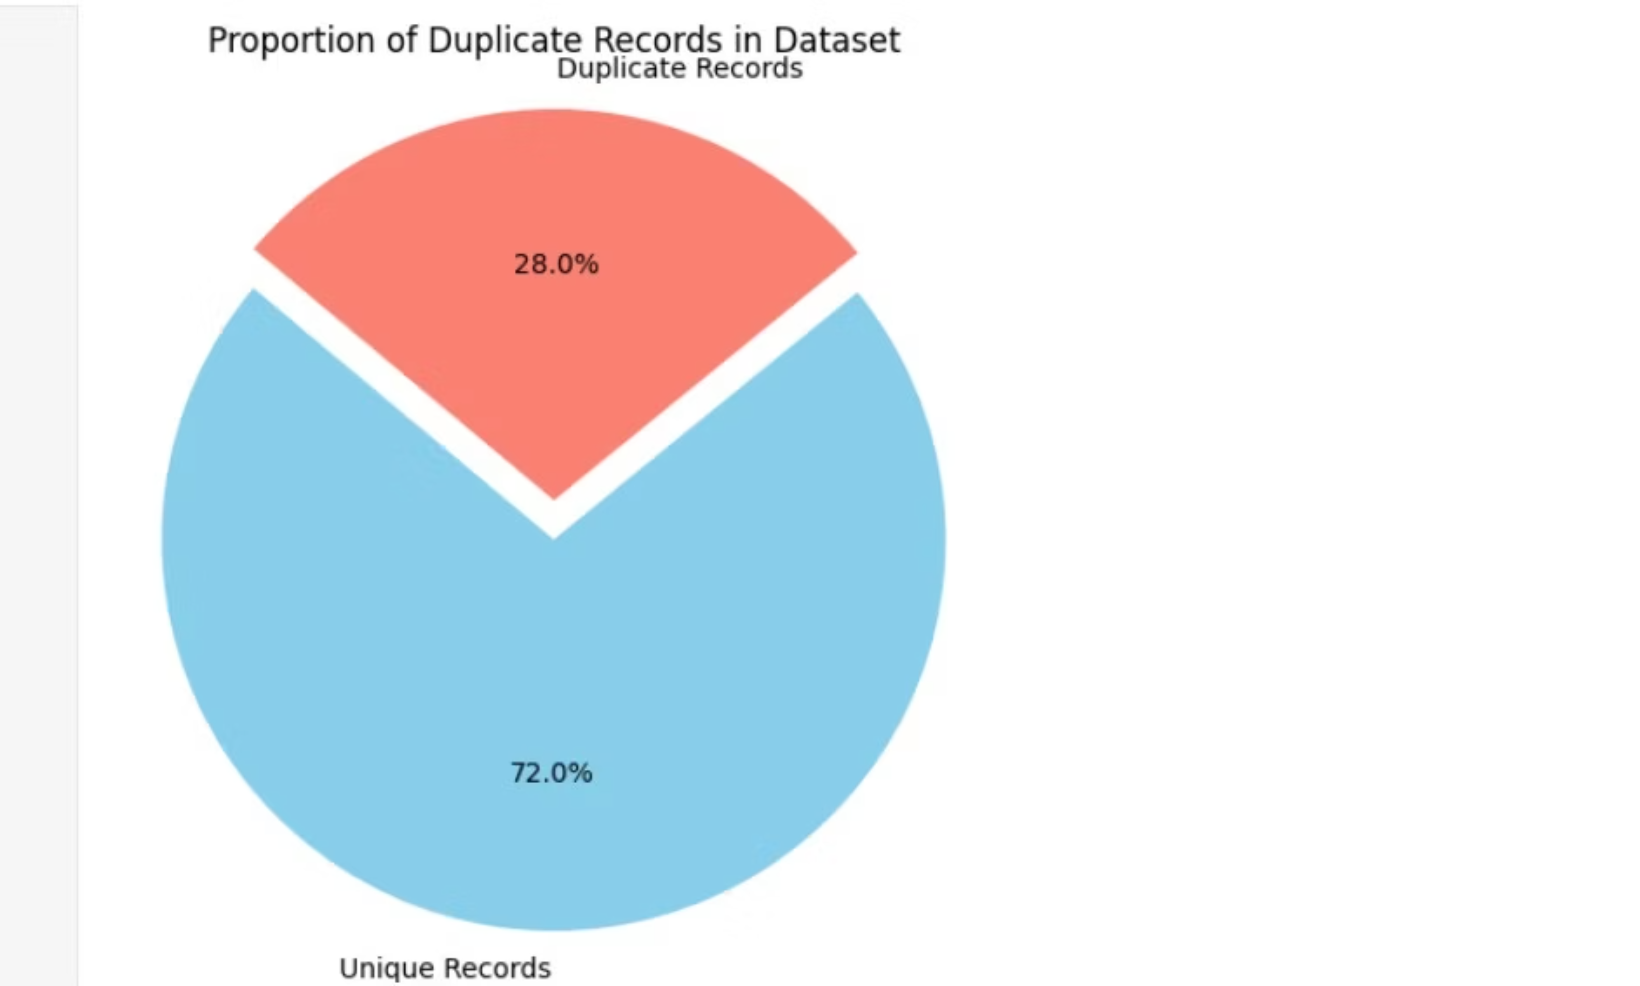 Proportion of Duplicate Records in Dataset
Duplicate Records
28.0%
72.0%
Unique Records